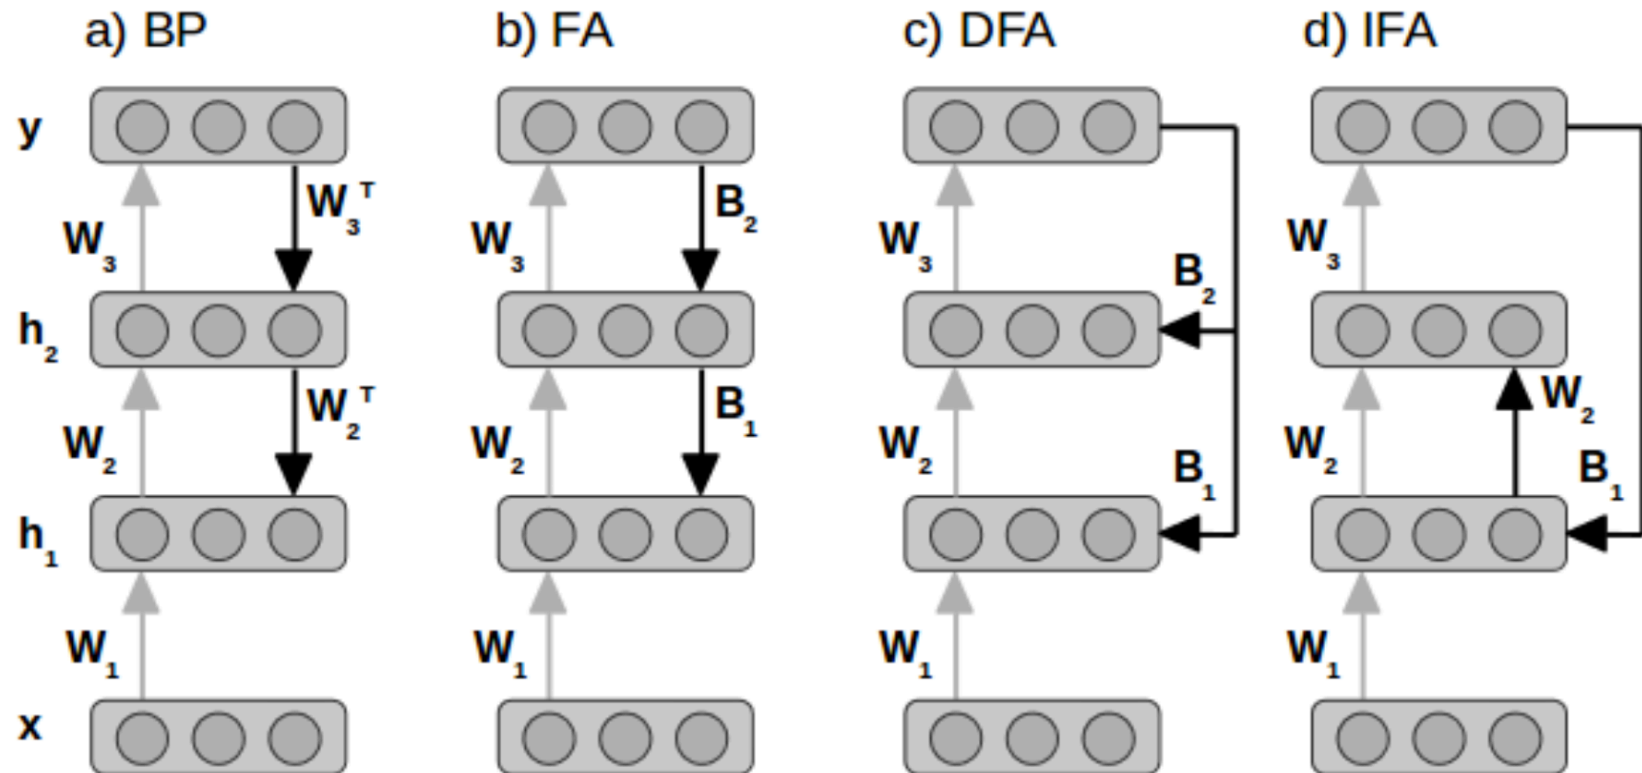 a) BP b) FA c) DFA d) IFA
y
W3T B2
W3 W3 W3 B2 W3
h2
W2T B1 W2
W2 W2 W2 B1 W2 B1
h1
W1 W1 W1 W1
x